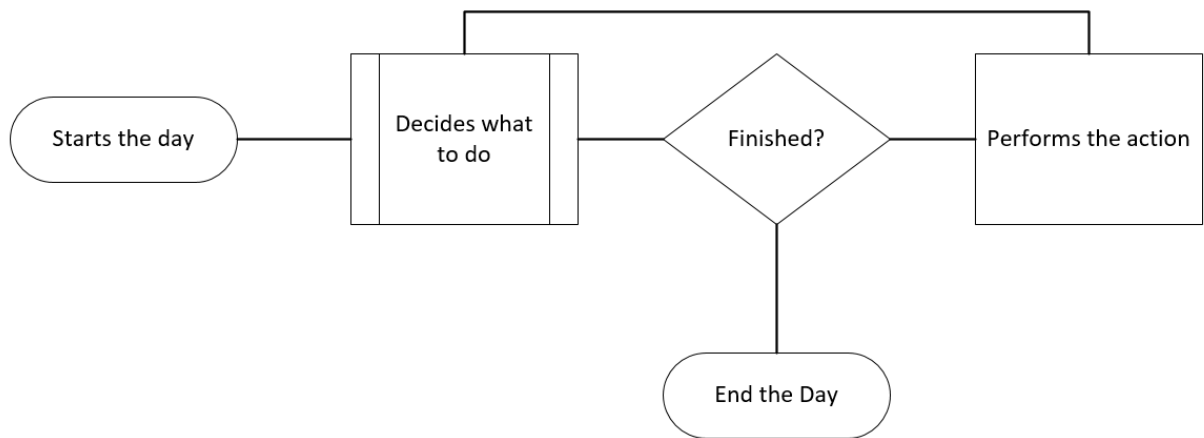 Starts the day
Decides what
to do
Finished?
Performs the action
End the Day